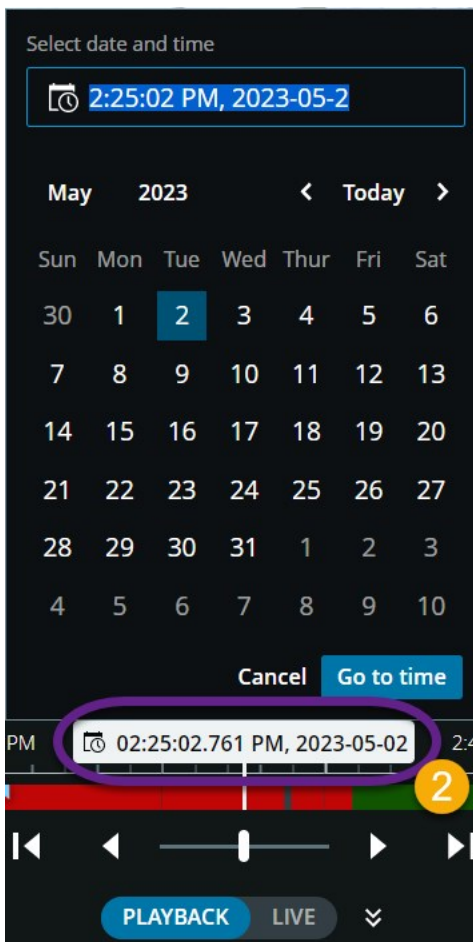 Select date and time
2:25:02 PM, 2023-05-2
May 2023 Today
Sun Mon Tue Wed Thur Fri Sat
30 1 2 3 4 5 6
7 8 9 10 11 12 13
14 15 16 17 18 19 20
21 22 23 24 25 26 27
28 29 30 31 1 2 3
4 5 6 7 8 9 10
Cancel Go to time
PM 02:25:02.761 PM, 2023-05-02 2:4
2
PLAYBACK LIVE